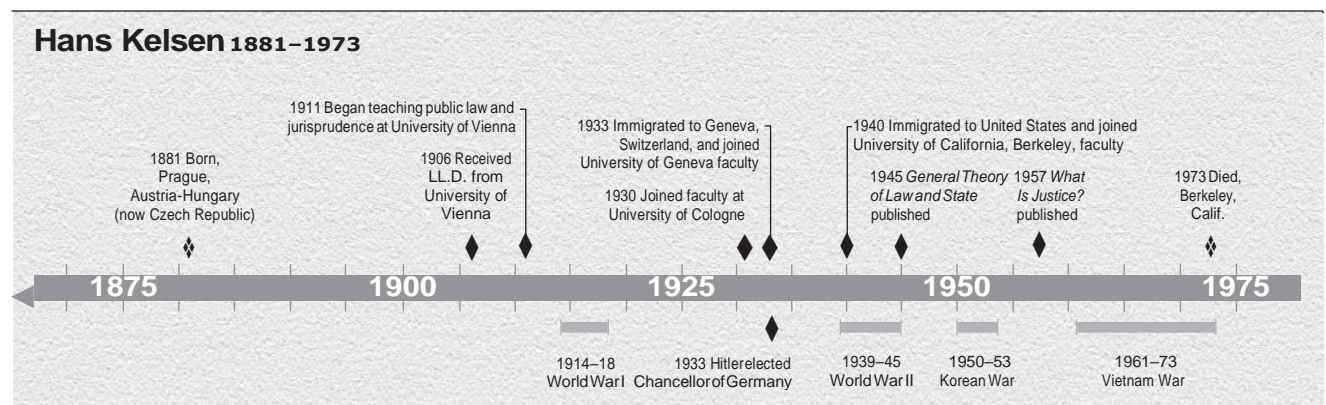 Hans Kelsen 1881–1973
1911 Began teaching public law and
jurisprudence at University of Vienna
1933 Immigrated to Geneva,
Switzerland, and joined
University of Geneva faculty
1940 Immigrated to United States and joined
University of California, Berkeley, faculty
1881 Born,
Prague,
Austria-Hungary
(now Czech Republic)
1906 Received
LL.D. from
University of
Vienna
1930 Joined faculty at
University of Cologne
1945 General Theory
of Law and State
published
1957 What
Is Justice?
published
1973 Died,
Berkeley,
Calif.
1875
1900
1925
1950
1975
1914–18
World War I
1933 Hitler elected
Chancellor of Germany
1939–45
World War II
1950–53
Korean War
1961–73
Vietnam War